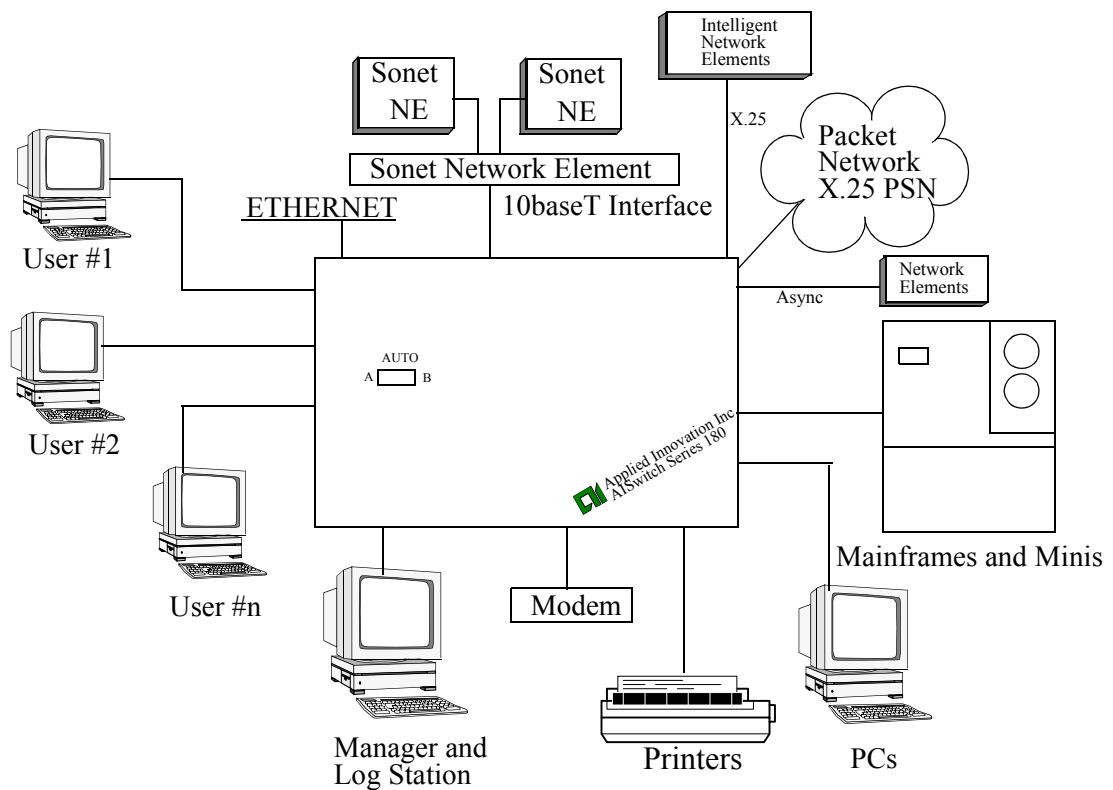 Intelligent
Network
Elements
Sonet
NE
Sonet
NE
X.25
Packet
Network
X.25 PSN
Sonet Network Element
ETHERNET
10baseT Interface
User #1
Network
Elements
Async
AUTO
A
B
User #2
Applied Innovation Inc.
AISwitch Series 180
Mainframes and Minis
User #n
Modem
Manager and
Log Station
Printers
PCs